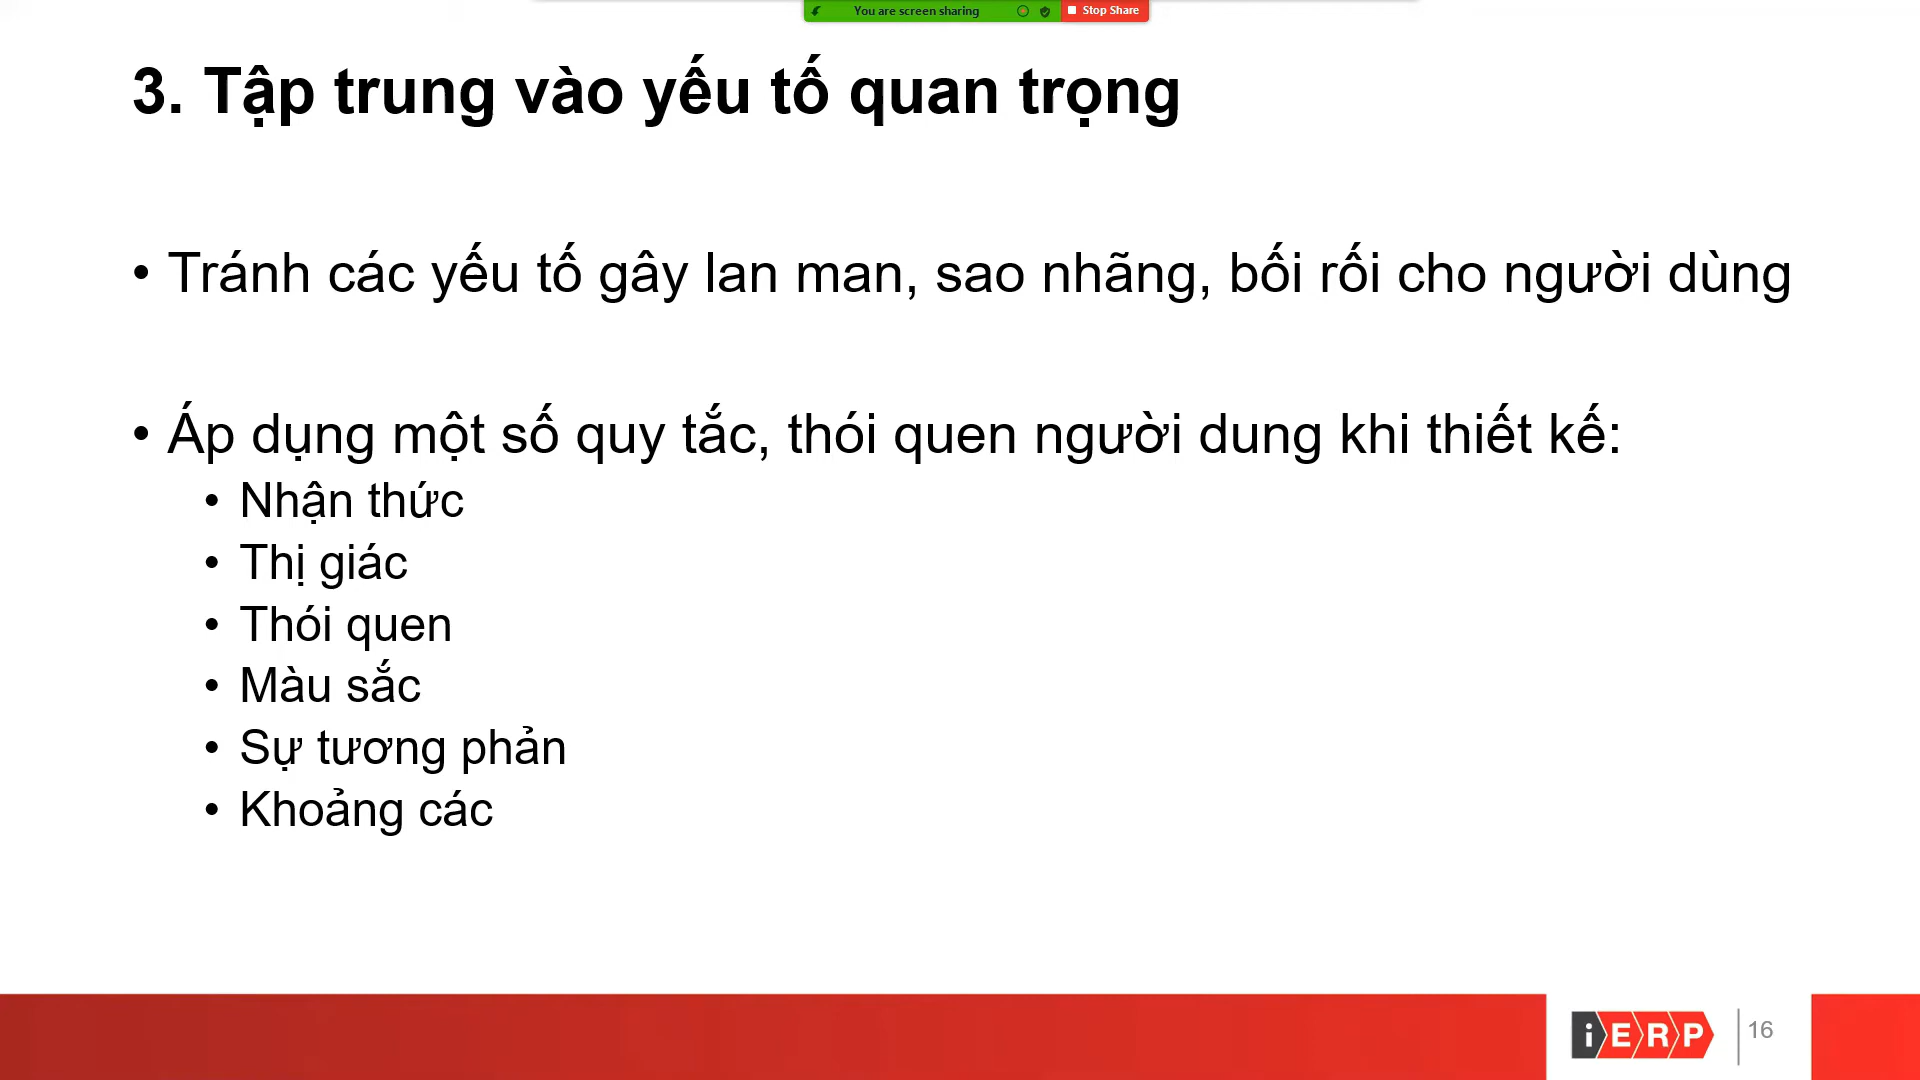 You are screen sharing
Stop Share
3. Tập trung vào yếu tố quan trọng
• Tránh các yếu tố gây lan man, sao nhãng, bối rối cho người dùng
• Áp dụng một số quy tắc, thói quen người dung khi thiết kế:
• Nhận thức
• Thị giác
• Thói quen
• Màu sắc
• Sự tương phản
• Khoảng các
iERP
16